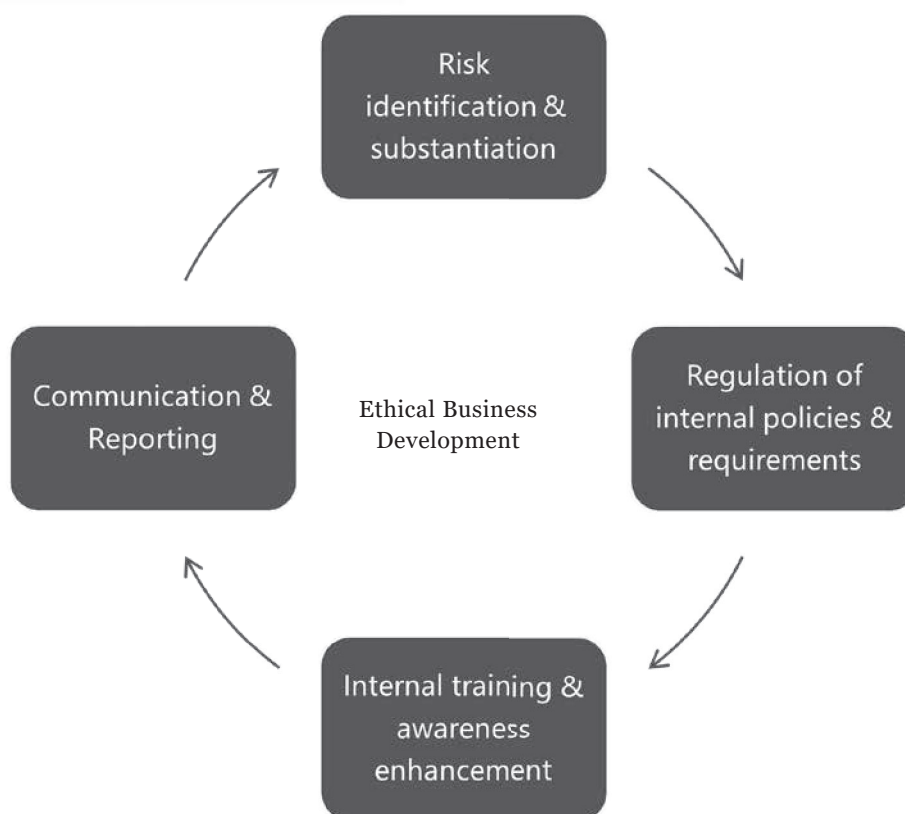 Risk
identification &
substantiation
Regulation of
internal policies &
requirements
Internal training &
awareness
enhancement
Communication &
Reporting
Ethical Business
Development